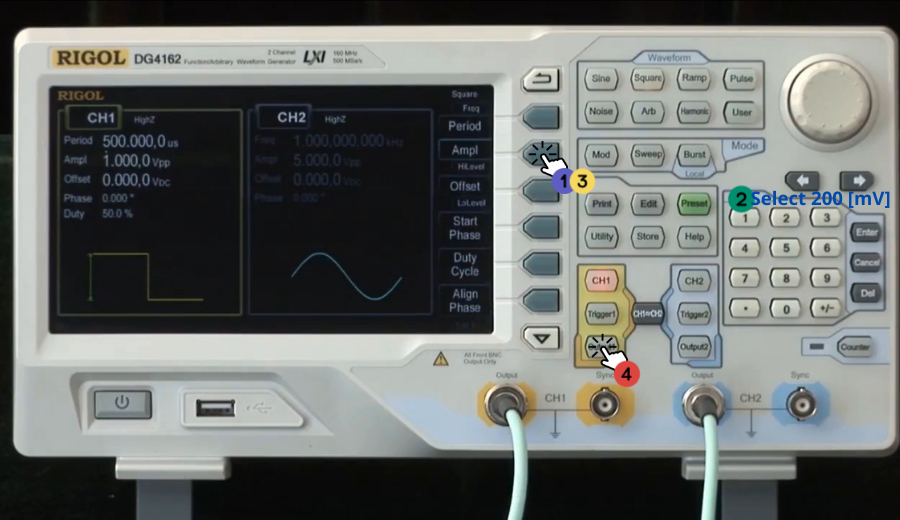 RIGOL DG4162 Function/Arbitrary Waveform Generator
2 Channel
LXI
160 MHz
500 MSa/s
RIGOL
CH1 HighZ
Period 500.000,0 us
Ampl 1.000,0 Vpp
Offset 0.000,0 VDC
Phase 0.000 °
Duty 50.0 %
CH2 HighZ
Freq 1.000,000,000 kHz
Ampl 5.000,0 Vpp
Offset 0.000,0 VDC
Phase 0.000 °
Square
Freq
Period
Ampl
HiLevel
Offset
LoLevel
Start
Phase
Duty
Cycle
Align
Phase
Waveform
Sine Square Ramp Pulse
Noise Arb Harmonic User
Mod Sweep Burst Mode
Local
1 3
Print Edit Preset
Utility Store Help
2 Select 200 [mV]
1 2 3
4 5 6
7 8 9
• 0 +/-
Enter
Cancel
Del
CH1 CH2
Trigger1 CH1⇌CH2 Trigger2
Output2
4
Counter
All Front BNC
Output Only
Output Sync Output Sync
CH1 CH2